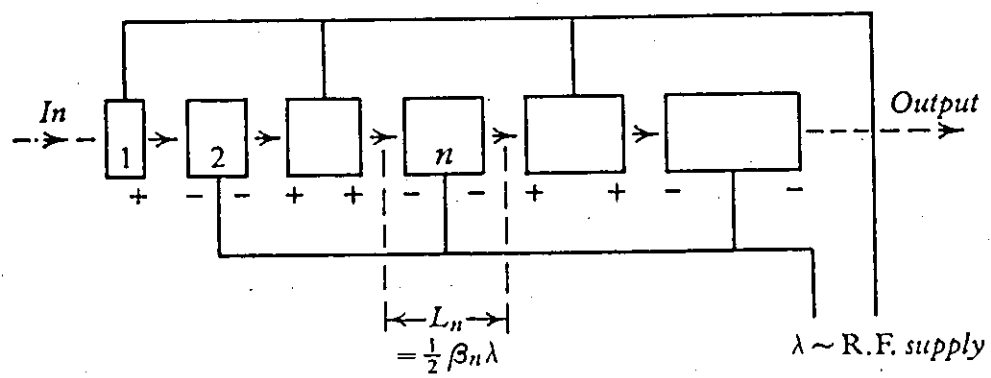 In
Output
1
2
n
+ − − + + − − + + − −
L_n
= ½ β_n λ
λ ~ R.F. supply